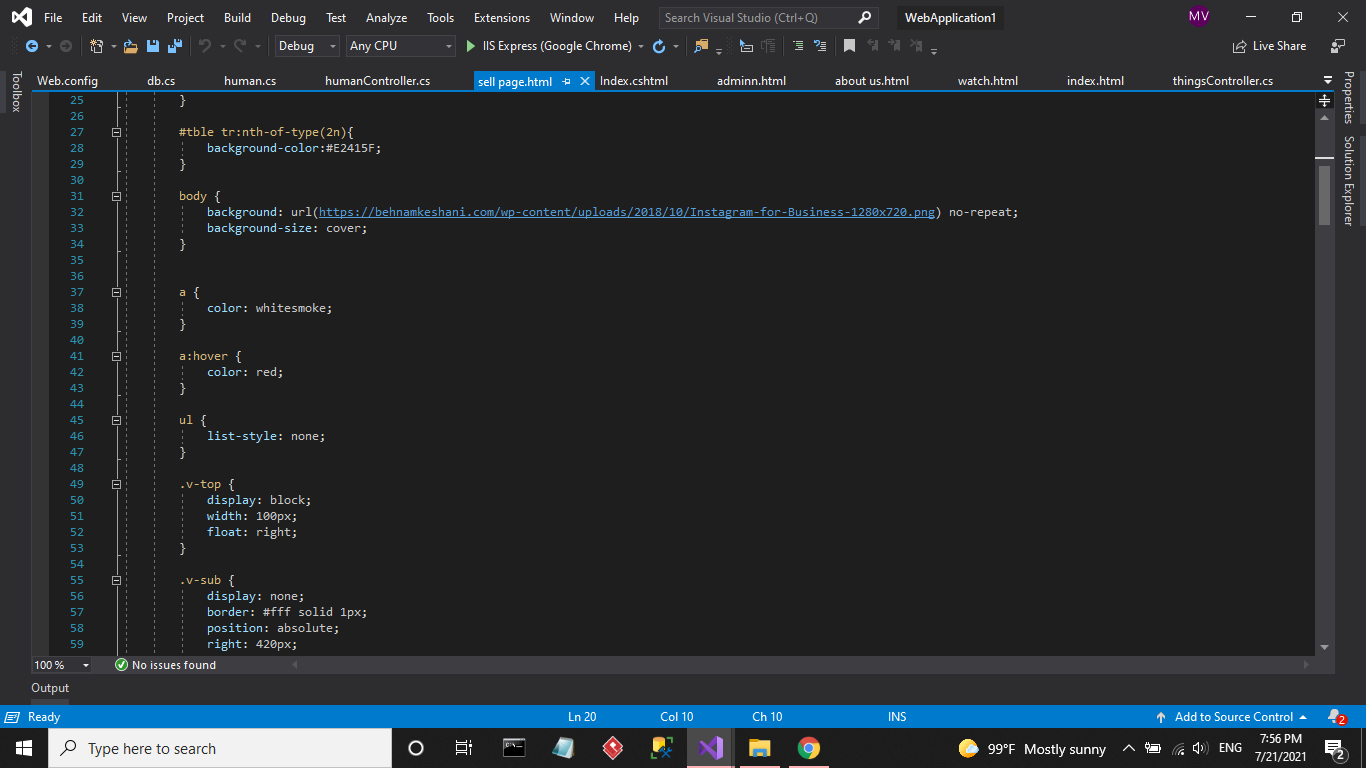 File Edit View Project Build Debug Test Analyze Tools Extensions Window Help Search Visual Studio (Ctrl+Q) WebApplication1 MV
Debug Any CPU IIS Express (Google Chrome) Live Share
Toolbox
Web.config db.cs human.cs humanController.cs sell page.html Index.cshtml adminn.html about us.html watch.html index.html thingsController.cs
Properties
Solution Explorer
25 }
26
27 #tble tr:nth-of-type(2n){
28 background-color:#E2415F;
29 }
30
31 body {
32 background: url(https://behnamkeshani.com/wp-content/uploads/2018/10/Instagram-for-Business-1280x720.png) no-repeat;
33 background-size: cover;
34 }
35
36
37 a {
38 color: whitesmoke;
39 }
40
41 a:hover {
42 color: red;
43 }
44
45 ul {
46 list-style: none;
47 }
48
49 .v-top {
50 display: block;
51 width: 100px;
52 float: right;
53 }
54
55 .v-sub {
56 display: none;
57 border: #fff solid 1px;
58 position: absolute;
59 right: 420px;
100 % No issues found
Output
Ready Ln 20 Col 10 Ch 10 INS Add to Source Control 2
Type here to search 99°F Mostly sunny ENG 7:56 PM
7/21/2021 2